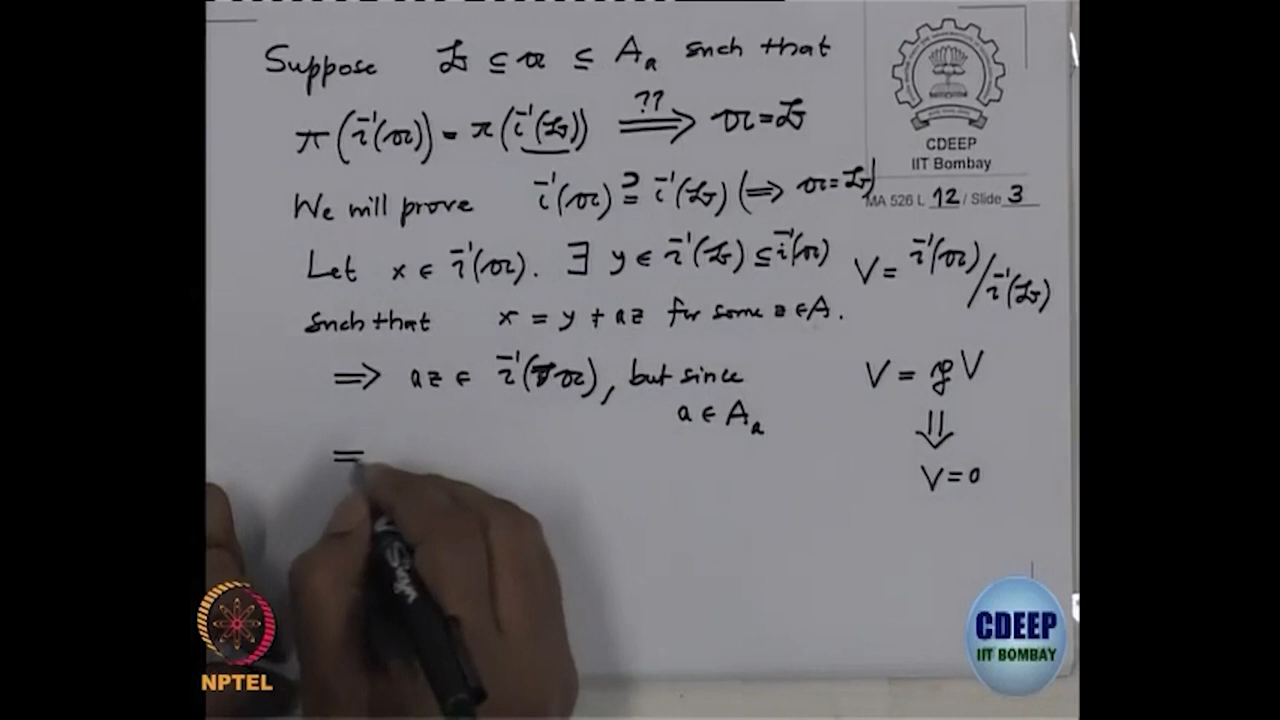 Suppose 𝔟 ⊆ 𝔞 ⊆ A_a such that
π(i⁻¹(𝔞)) = π(i⁻¹(𝔟)) ⟹ ?? 𝔞 = 𝔟
CDEEP
IIT Bombay
MA 526 L 12 / Slide 3
We will prove i⁻¹(𝔞) ⊇ i⁻¹(𝔟) (⟹ 𝔞 = 𝔟)
Let x ∈ i⁻¹(𝔞). ∃ y ∈ i⁻¹(𝔟) ⊆ i⁻¹(𝔞)
such that x = y + az for some z ∈ A.
⟹ az ∈ i⁻¹(𝔞), but since
a ∈ A_a
=
V = i⁻¹(𝔞) / i⁻¹(𝔟)
V = 𝔭V
⇓
V = 0
NPTEL
CDEEP
IIT BOMBAY